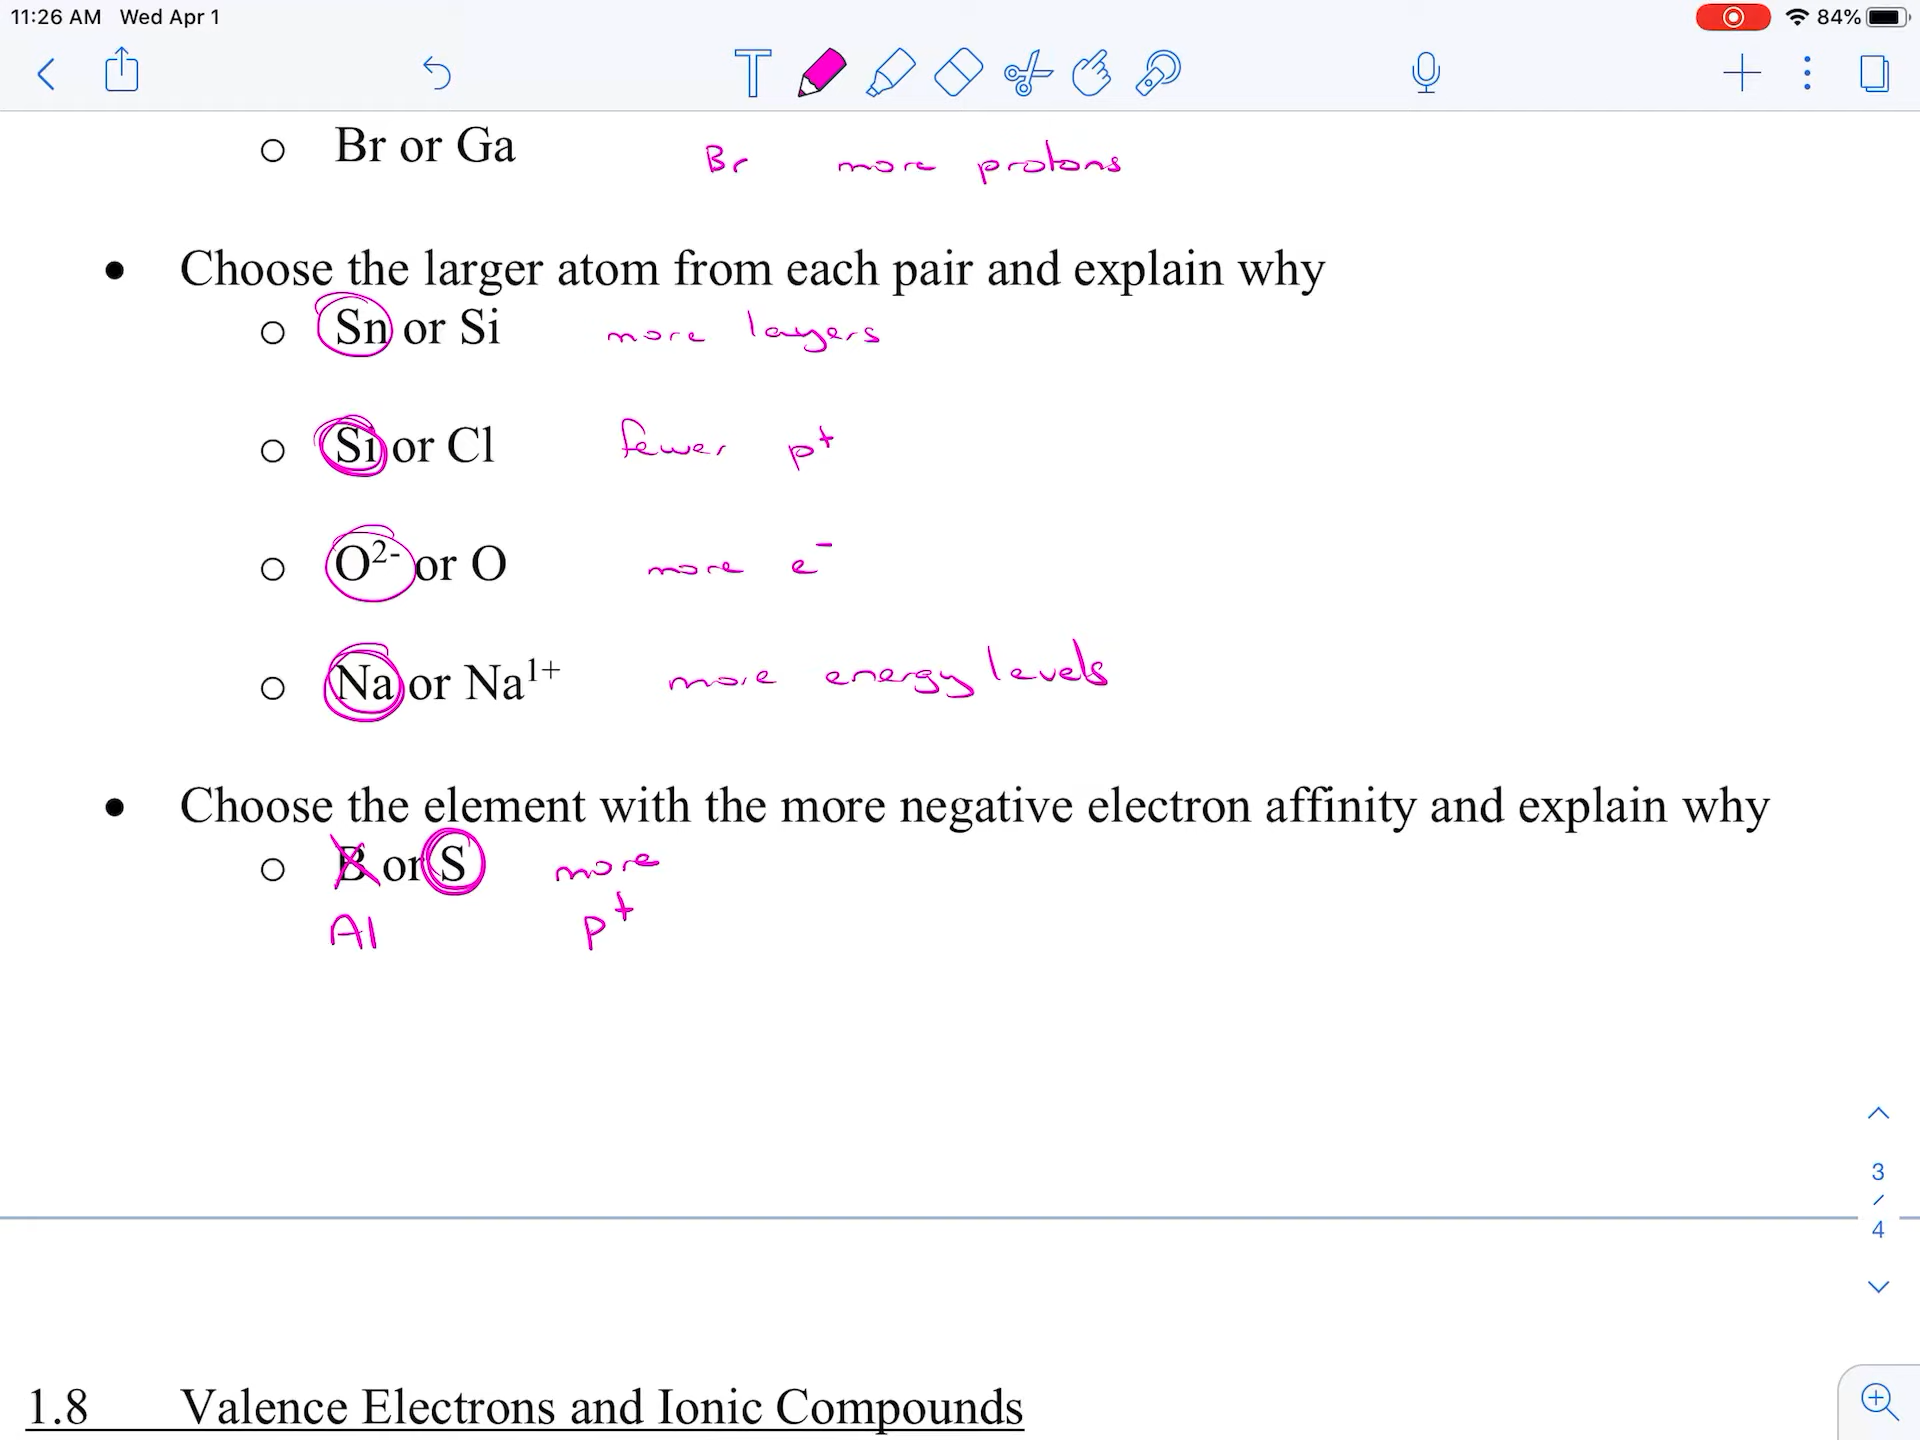 11:26 AM Wed Apr 1 84%
T
○ Br or Ga Br more protons
• Choose the larger atom from each pair and explain why
○ Sn or Si more layers
○ Si or Cl fewer p⁺
○ O²⁻ or O more e⁻
○ Na or Na¹⁺ more energy levels
• Choose the element with the more negative electron affinity and explain why
○ B or S more
Al p⁺
3
/
4
1.8 Valence Electrons and Ionic Compounds